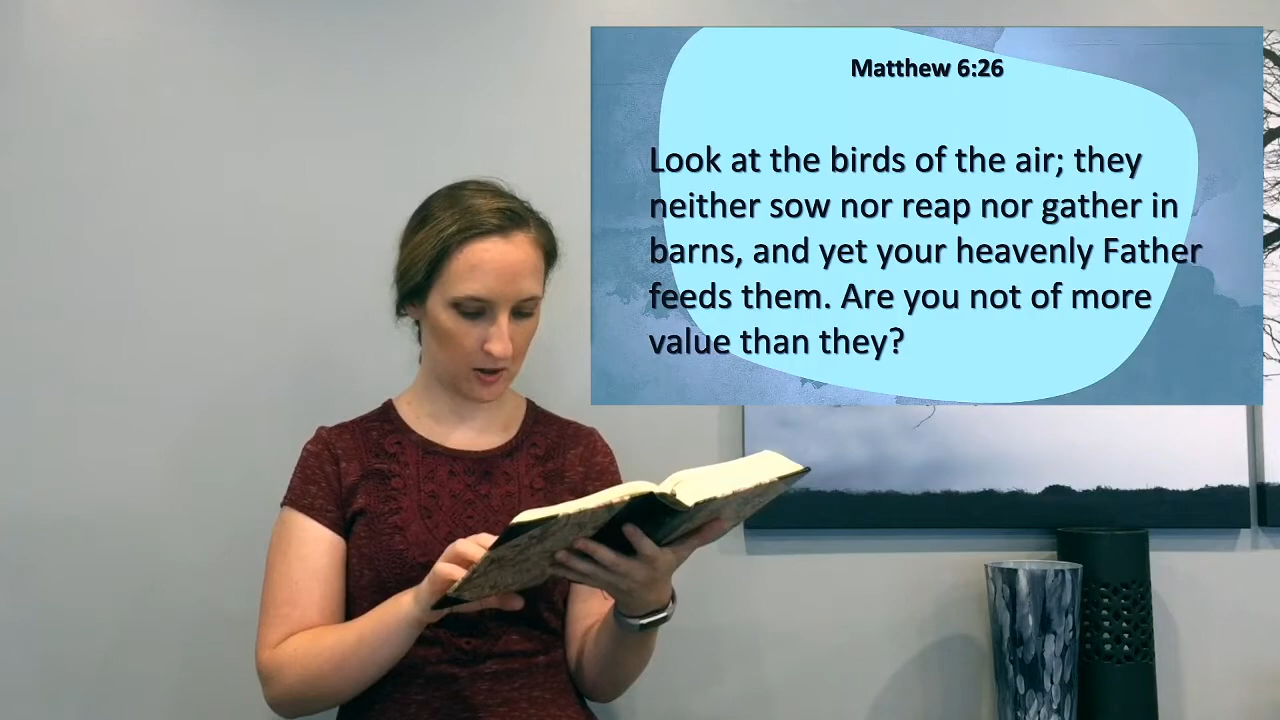 Matthew 6:26
Look at the birds of the air; they
neither sow nor reap nor gather in
barns, and yet your heavenly Father
feeds them. Are you not of more
value than they?